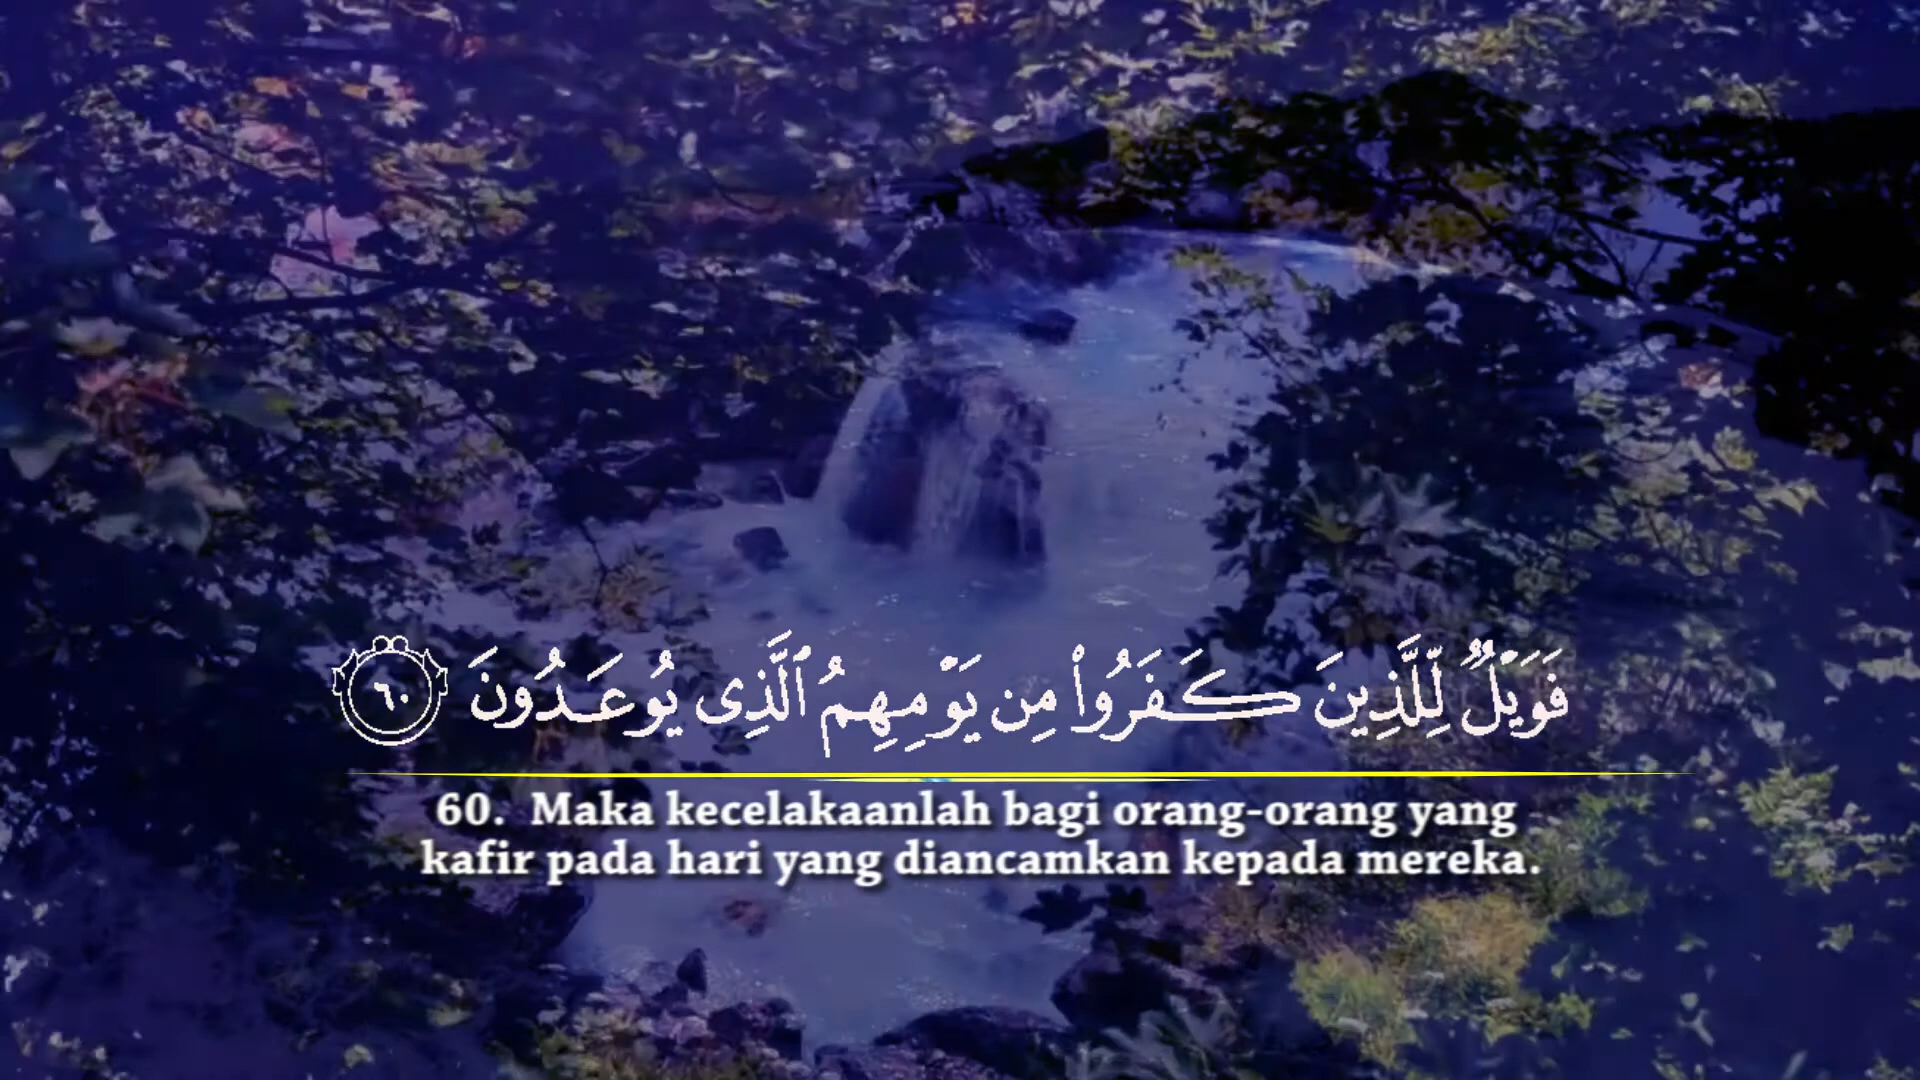 فَوَيْلٌ لِّلَّذِينَ كَفَرُوا۟ مِن يَوْمِهِمُ ٱلَّذِى يُوعَدُونَ ٦٠
60. Maka kecelakaanlah bagi orang-orang yang
kafir pada hari yang diancamkan kepada mereka.